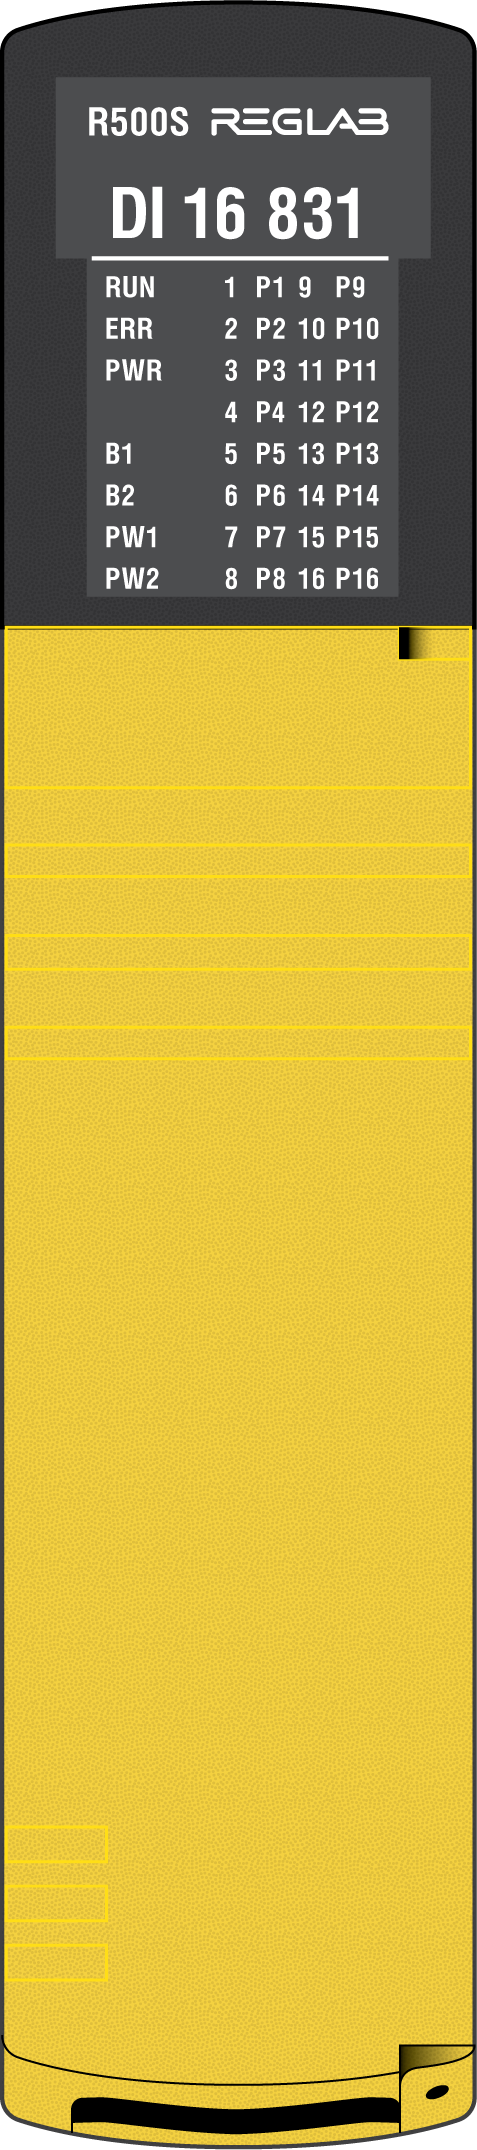 R500S REGLAB
DI 16 831
RUN 1 P1 9 P9
ERR 2 P2 10 P10
PWR 3 P3 11 P11
4 P4 12 P12
B1 5 P5 13 P13
B2 6 P6 14 P14
PW1 7 P7 15 P15
PW2 8 P8 16 P16